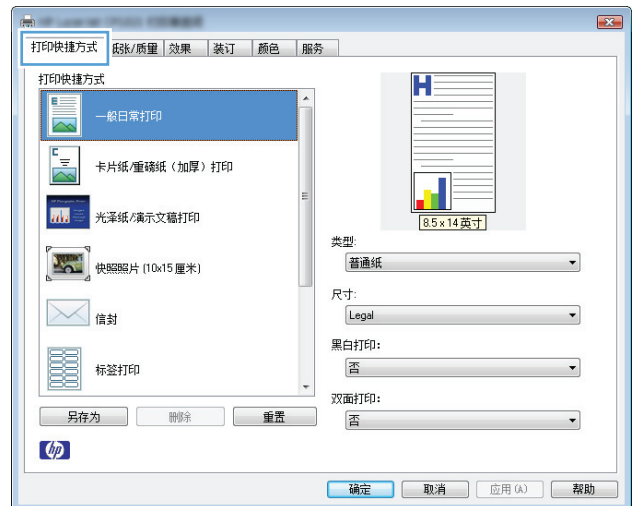 打印快捷方式 纸张/质量 效果 装订 颜色 服务
打印快捷方式
一般日常打印
卡片纸/重磅纸（加厚）打印
光泽纸/演示文稿打印
快照照片 (10x15 厘米)
信封
标签打印
另存为 删除 重置
H
8.5 x 14 英寸
类型:
普通纸
尺寸:
Legal
黑白打印:
否
双面打印:
否
hp
确定 取消 应用 (A) 帮助